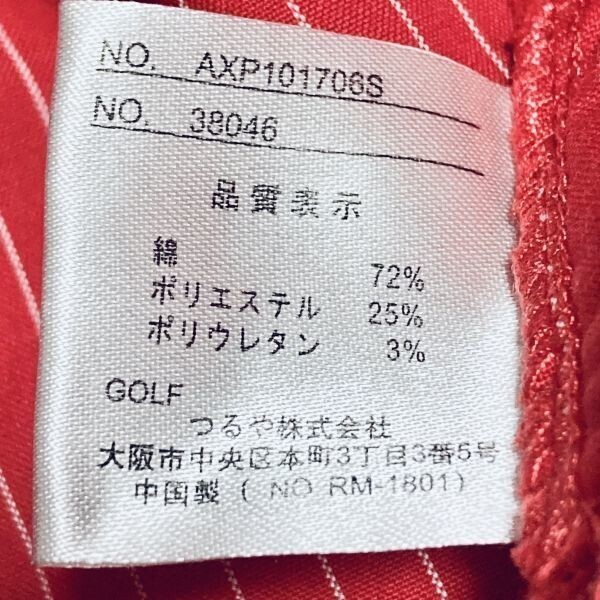 NO. AXP101706S
NO. 38046
品質表示
綿 72%
ポリエステル 25%
ポリウレタン 3%
GOLF
つるや株式会社
大阪市中央区本町3丁目3番5号
中国製 ( NO RM-1801)